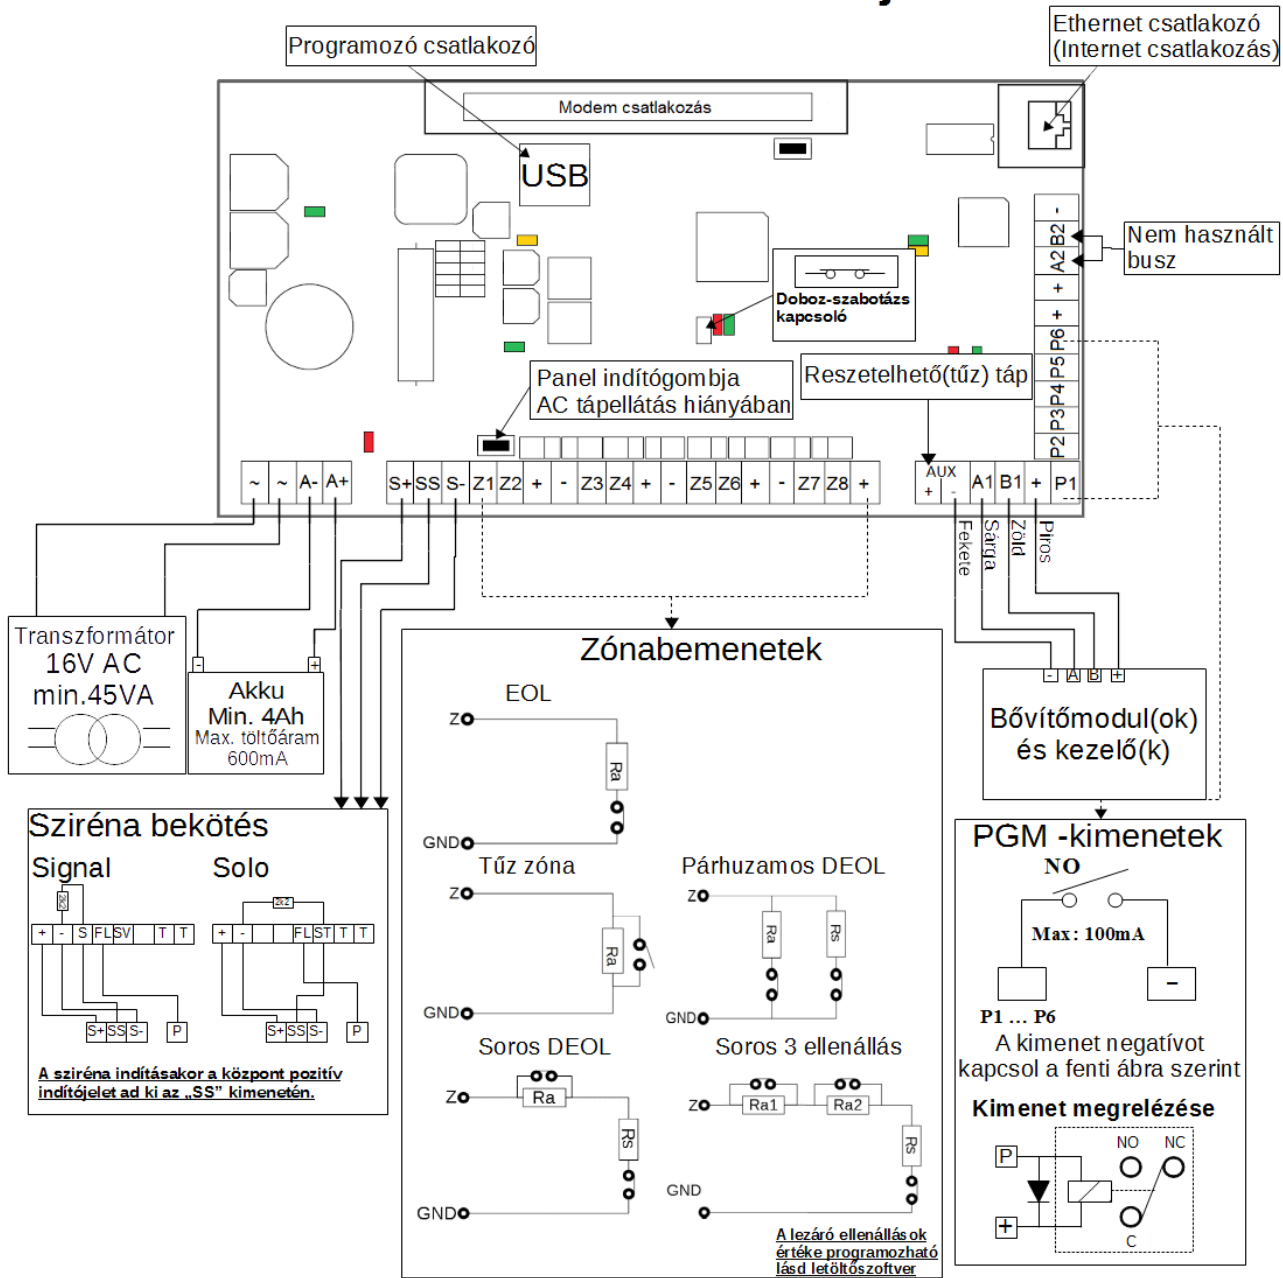 Ethernet csatlakozó
(Internet csatlakozás)
Programozó csatlakozó
Modem csatlakozás
USB
-
B2
A2
+
+
P6
P5
P4
P3
P2
Nem használt
busz
Doboz-szabotázs
kapcsoló
Panel indítógombja
AC tápellátás hiányában
Reszetelhető(tűz) táp
~ ~ A- A+
S+ SS S- Z1 Z2 + - Z3 Z4 + - Z5 Z6 + - Z7 Z8 +
AUX
+ - A1 B1 + P1
Fekete
Sárga
Zöld
Piros
Transzformátor
16V AC
min.45VA
- +
Akku
Min. 4Ah
Max. töltőáram
600mA
- A B +
Bővítőmodul(ok)
és kezelő(k)
Sziréna bekötés
Signal
Solo
2k2
2k2
+ - S FL SV T T
+ - FL ST T T
S+ SS S- P
S+ SS S- P
A sziréna indításakor a központ pozitív
indítójelet ad ki az „SS” kimenetén.
Zónabemenetek
EOL
Z
Ra
GND
Tűz zóna
Z
Ra
GND
Párhuzamos DEOL
Z
Ra
Rs
GND
Soros DEOL
Z
Ra
Rs
GND
Soros 3 ellenállás
Z
Ra1
Ra2
Rs
GND
A lezáró ellenállások
értéke programozható
lásd letöltőszoftver
PGM -kimenetek
NO
Max: 100mA
-
P1 ... P6
A kimenet negatívot
kapcsol a fenti ábra szerint
Kimenet megrelézése
P
+
NO
NC
C